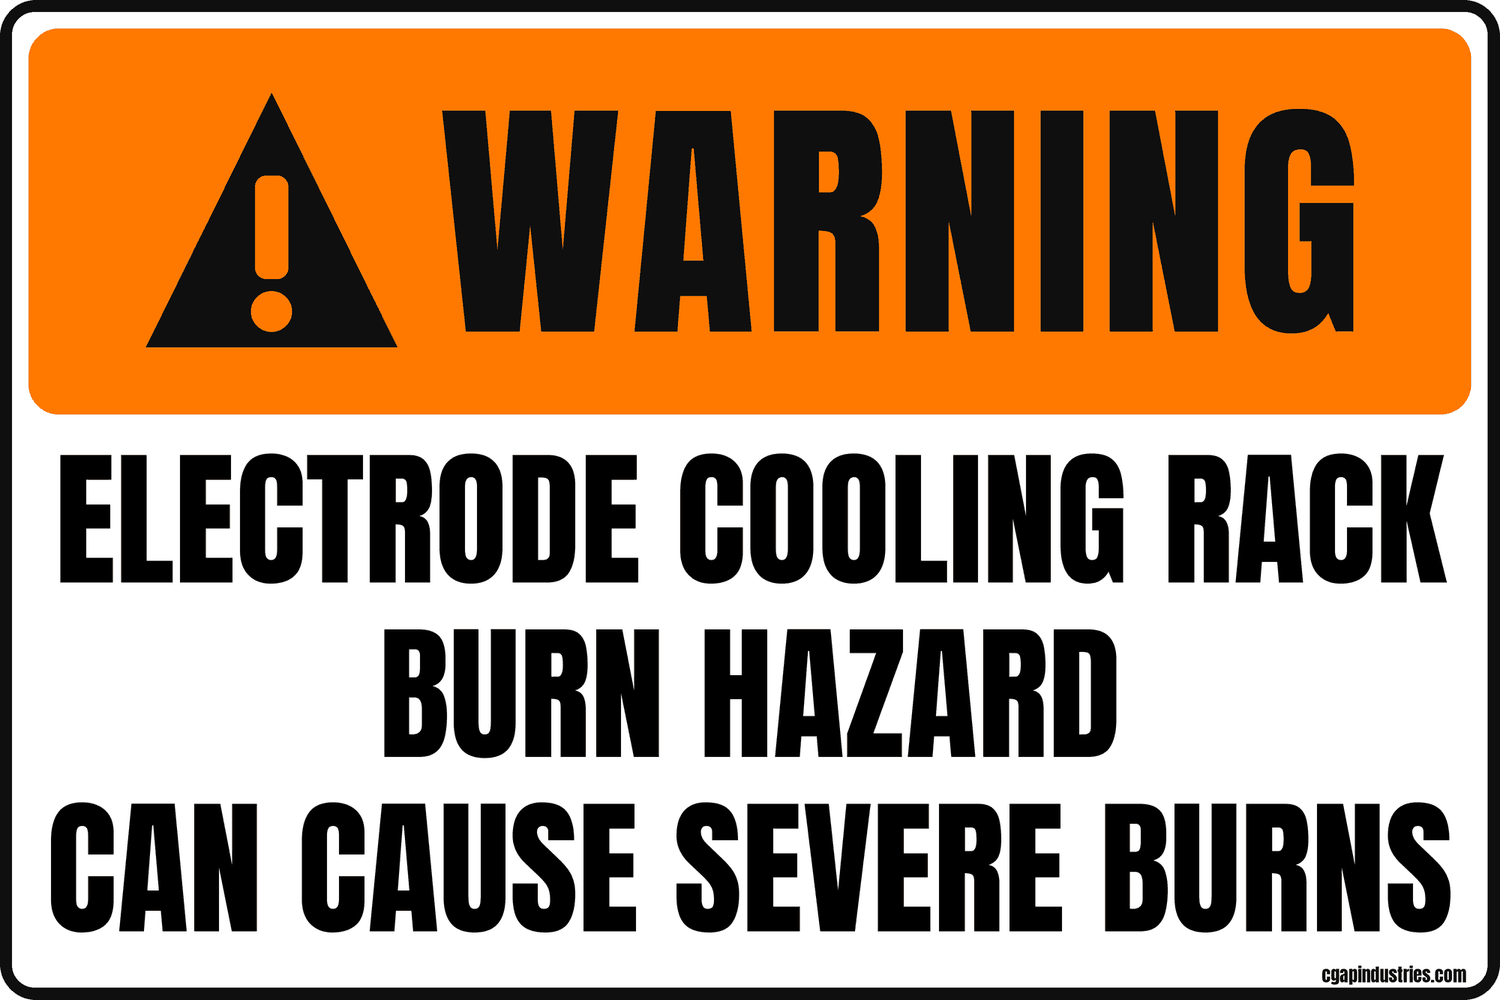 WARNING
ELECTRODE COOLING RACK
BURN HAZARD
CAN CAUSE SEVERE BURNS
cgapindustries.com